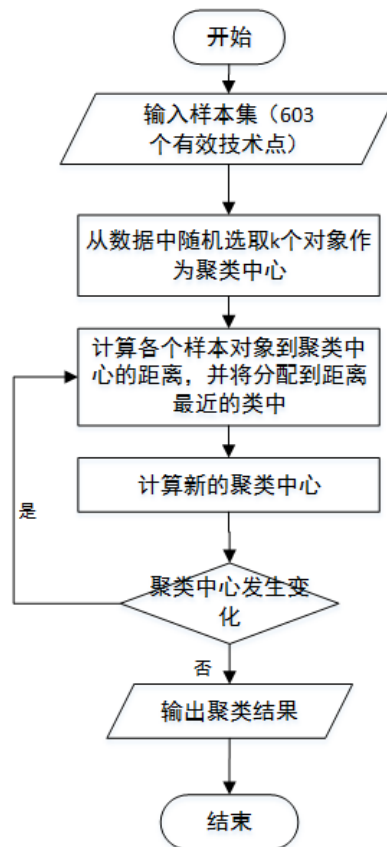 开始
输入样本集（603
个有效技术点）
从数据中随机选取k个对象作
为聚类中心
计算各个样本对象到聚类中
心的距离，并将分配到距离
最近的类中
计算新的聚类中心
是
聚类中心发生变
化
否
输出聚类结果
结束